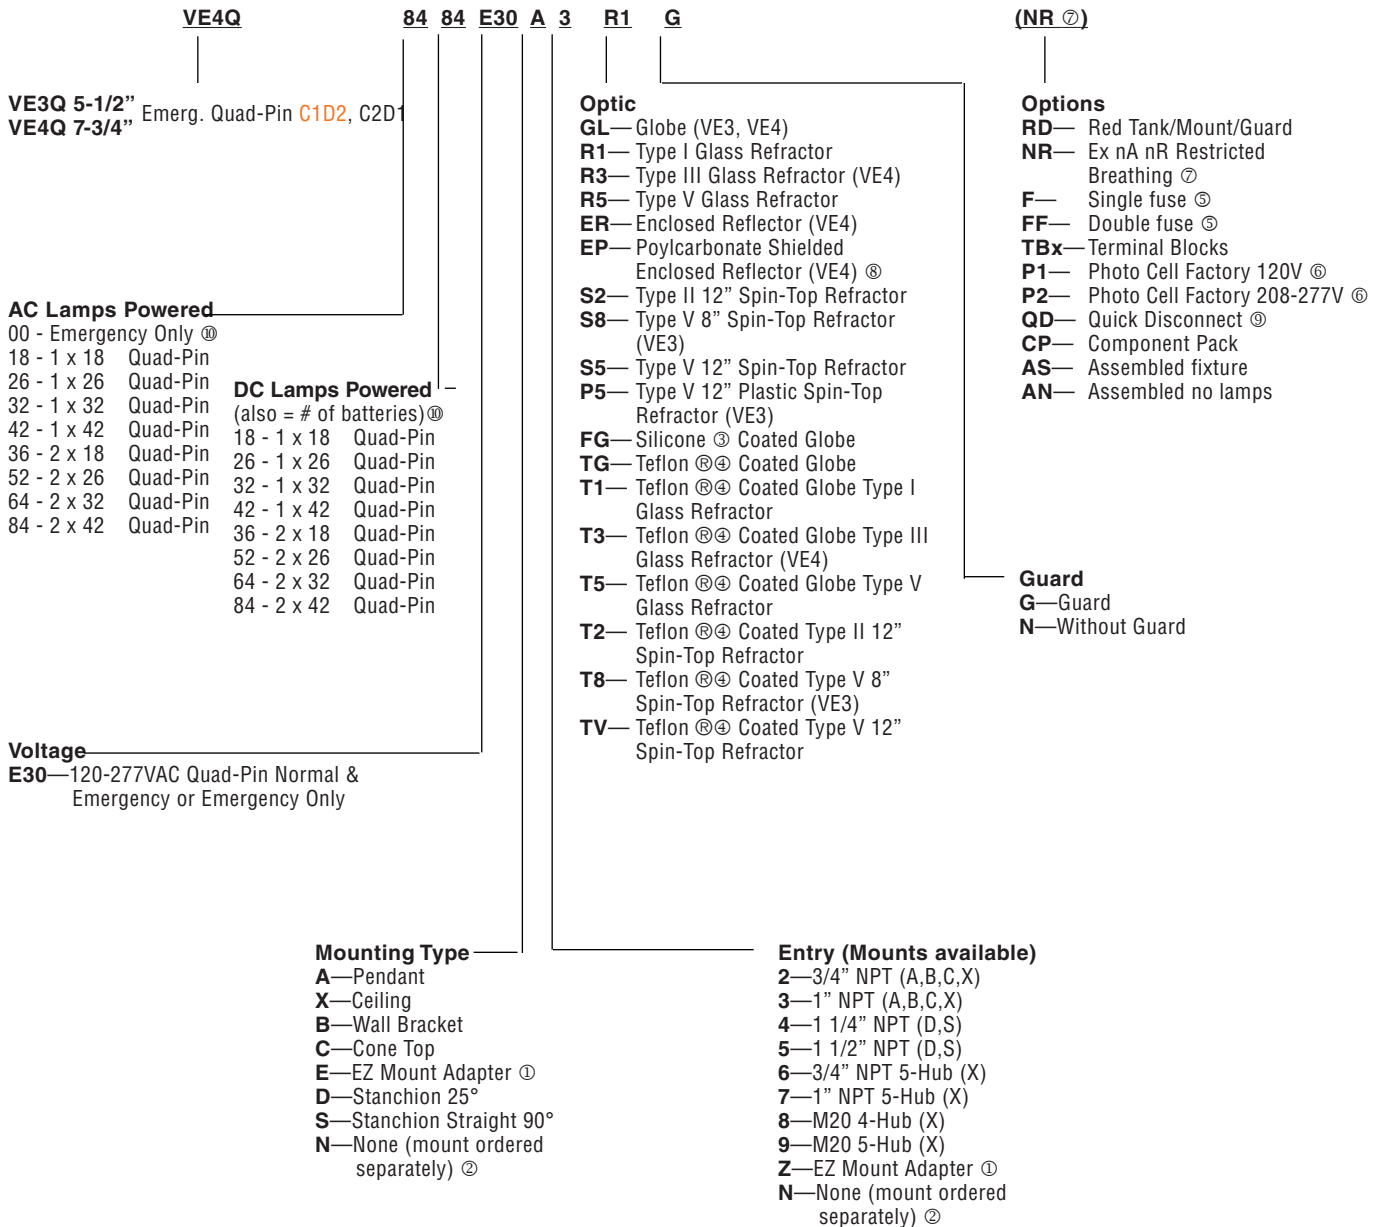 VE4Q 84 84 E30 A 3 R1 G (NR ⑦)
VE3Q 5-1/2”
VE4Q 7-3/4”
Emerg. Quad-Pin C1D2, C2D1
AC Lamps Powered
00 - Emergency Only ⑩
18 - 1 x 18 Quad-Pin
26 - 1 x 26 Quad-Pin
32 - 1 x 32 Quad-Pin
42 - 1 x 42 Quad-Pin
36 - 2 x 18 Quad-Pin
52 - 2 x 26 Quad-Pin
64 - 2 x 32 Quad-Pin
84 - 2 x 42 Quad-Pin
DC Lamps Powered
(also = # of batteries)⑩
18 - 1 x 18 Quad-Pin
26 - 1 x 26 Quad-Pin
32 - 1 x 32 Quad-Pin
42 - 1 x 42 Quad-Pin
36 - 2 x 18 Quad-Pin
52 - 2 x 26 Quad-Pin
64 - 2 x 32 Quad-Pin
84 - 2 x 42 Quad-Pin
Voltage
E30—120-277VAC Quad-Pin Normal &
Emergency or Emergency Only
Mounting Type
A—Pendant
X—Ceiling
B—Wall Bracket
C—Cone Top
E—EZ Mount Adapter ①
D—Stanchion 25°
S—Stanchion Straight 90°
N—None (mount ordered
separately) ②
Optic
GL—Globe (VE3, VE4)
R1—Type I Glass Refractor
R3—Type III Glass Refractor (VE4)
R5—Type V Glass Refractor
ER—Enclosed Reflector (VE4)
EP—Poylcarbonate Shielded
Enclosed Reflector (VE4) ⑧
S2—Type II 12” Spin-Top Refractor
S8—Type V 8” Spin-Top Refractor
(VE3)
S5—Type V 12” Spin-Top Refractor
P5—Type V 12” Plastic Spin-Top
Refractor (VE3)
FG—Silicone ③ Coated Globe
TG—Teflon ®④ Coated Globe
T1—Teflon ®④ Coated Globe Type I
Glass Refractor
T3—Teflon ®④ Coated Globe Type III
Glass Refractor (VE4)
T5—Teflon ®④ Coated Globe Type V
Glass Refractor
T2—Teflon ®④ Coated Type II 12”
Spin-Top Refractor
T8—Teflon ®④ Coated Type V 8”
Spin-Top Refractor (VE3)
TV—Teflon ®④ Coated Type V 12”
Spin-Top Refractor
Entry (Mounts available)
2—3/4” NPT (A,B,C,X)
3—1” NPT (A,B,C,X)
4—1 1/4” NPT (D,S)
5—1 1/2” NPT (D,S)
6—3/4” NPT 5-Hub (X)
7—1” NPT 5-Hub (X)
8—M20 4-Hub (X)
9—M20 5-Hub (X)
Z—EZ Mount Adapter ①
N—None (mount ordered
separately) ②
Options
RD— Red Tank/Mount/Guard
NR— Ex nA nR Restricted
Breathing ⑦
F— Single fuse ⑤
FF— Double fuse ⑤
TBx—Terminal Blocks
P1— Photo Cell Factory 120V ⑥
P2— Photo Cell Factory 208-277V ⑥
QD— Quick Disconnect ⑨
CP— Component Pack
AS— Assembled fixture
AN— Assembled no lamps
Guard
G—Guard
N—Without Guard